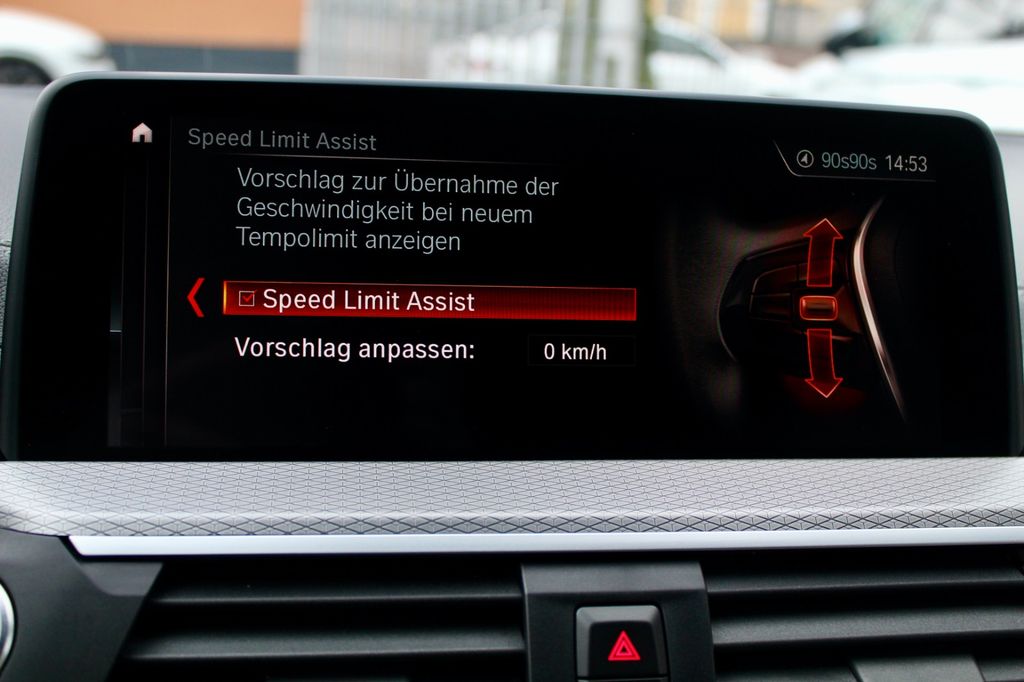 Speed Limit Assist
90s90s 14:53
Vorschlag zur Übernahme der
Geschwindigkeit bei neuem
Tempolimit anzeigen
Speed Limit Assist
Vorschlag anpassen: 0 km/h